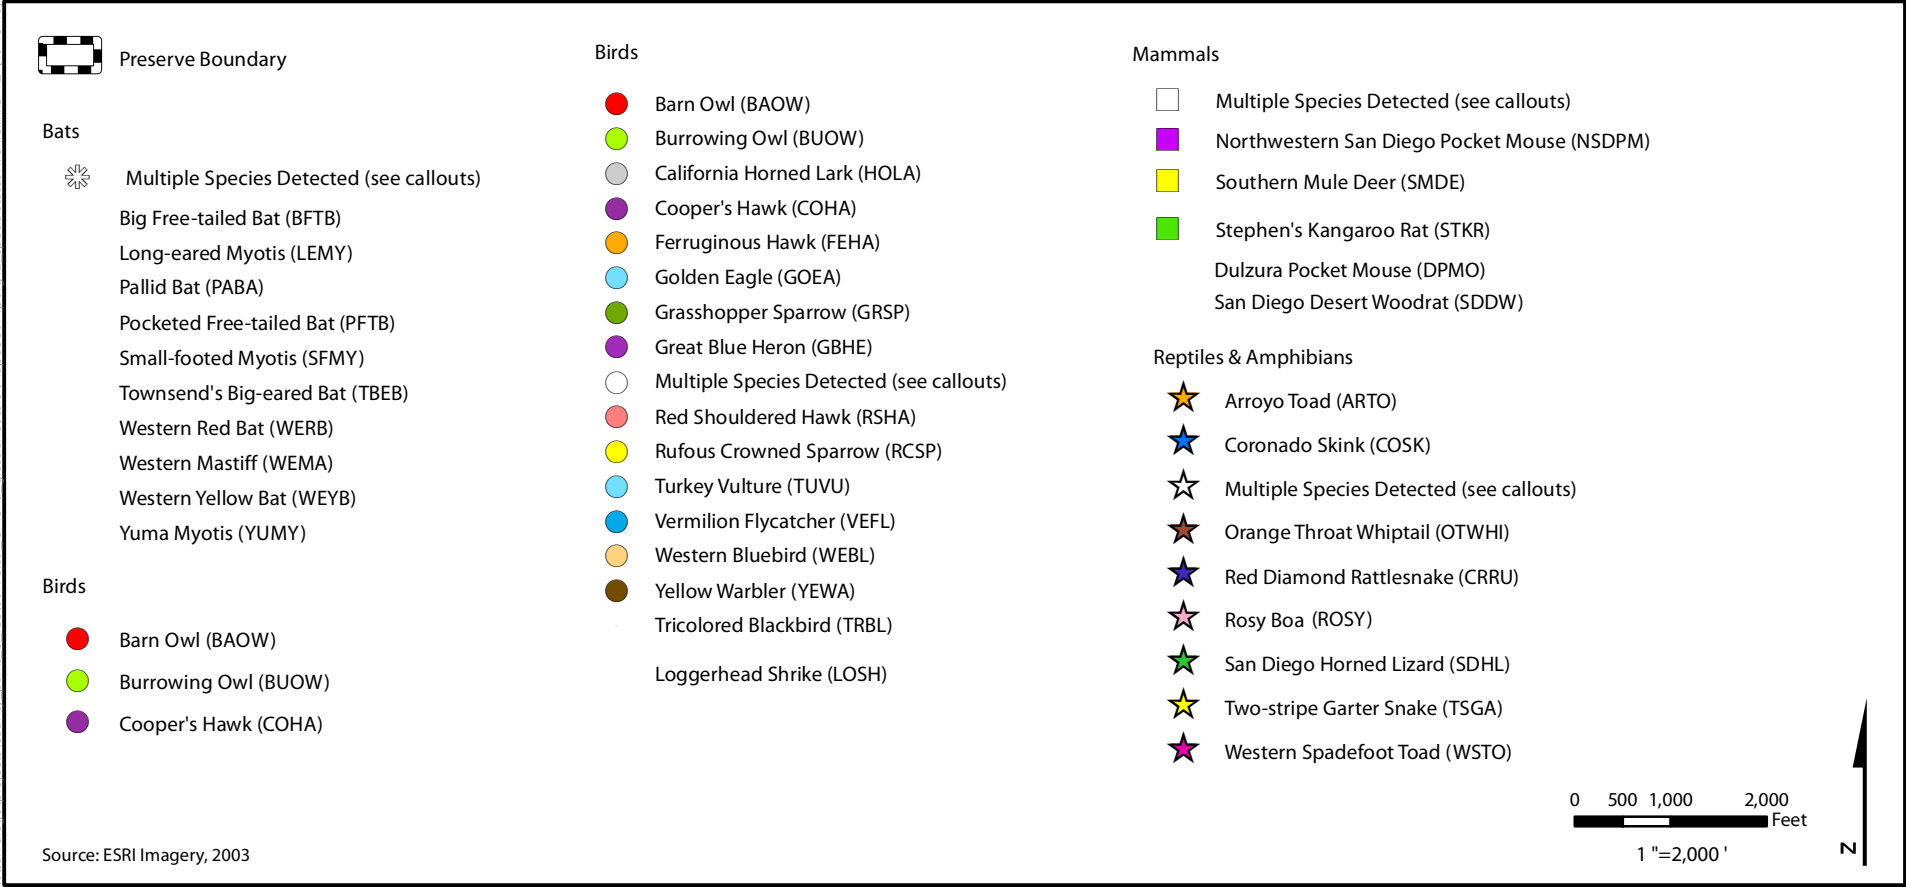 Preserve Boundary
Bats
Multiple Species Detected (see callouts)
Big Free-tailed Bat (BFTB)
Long-eared Myotis (LEMY)
Pallid Bat (PABA)
Pocketed Free-tailed Bat (PFTB)
Small-footed Myotis (SFMY)
Townsend's Big-eared Bat (TBEB)
Western Red Bat (WERB)
Western Mastiff (WEMA)
Western Yellow Bat (WEYB)
Yuma Myotis (YUMY)
Birds
Barn Owl (BAOW)
Burrowing Owl (BUOW)
Cooper's Hawk (COHA)
Source: ESRI Imagery, 2003
Birds
Barn Owl (BAOW)
Burrowing Owl (BUOW)
California Horned Lark (HOLA)
Cooper's Hawk (COHA)
Ferruginous Hawk (FEHA)
Golden Eagle (GOEA)
Grasshopper Sparrow (GRSP)
Great Blue Heron (GBHE)
Multiple Species Detected (see callouts)
Red Shouldered Hawk (RSHA)
Rufous Crowned Sparrow (RCSP)
Turkey Vulture (TUVU)
Vermilion Flycatcher (VEFL)
Western Bluebird (WEBL)
Yellow Warbler (YEWA)
Tricolored Blackbird (TRBL)
Loggerhead Shrike (LOSH)
Mammals
Multiple Species Detected (see callouts)
Northwestern San Diego Pocket Mouse (NSDPM)
Southern Mule Deer (SMDE)
Stephen's Kangaroo Rat (STKR)
Dulzura Pocket Mouse (DPMO)
San Diego Desert Woodrat (SDDW)
Reptiles & Amphibians
Arroyo Toad (ARTO)
Coronado Skink (COSK)
Multiple Species Detected (see callouts)
Orange Throat Whiptail (OTWHI)
Red Diamond Rattlesnake (CRRU)
Rosy Boa (ROSY)
San Diego Horned Lizard (SDHL)
Two-stripe Garter Snake (TSGA)
Western Spadefoot Toad (WSTO)
0 500 1,000 2,000
Feet
1 "=2,000 '
N